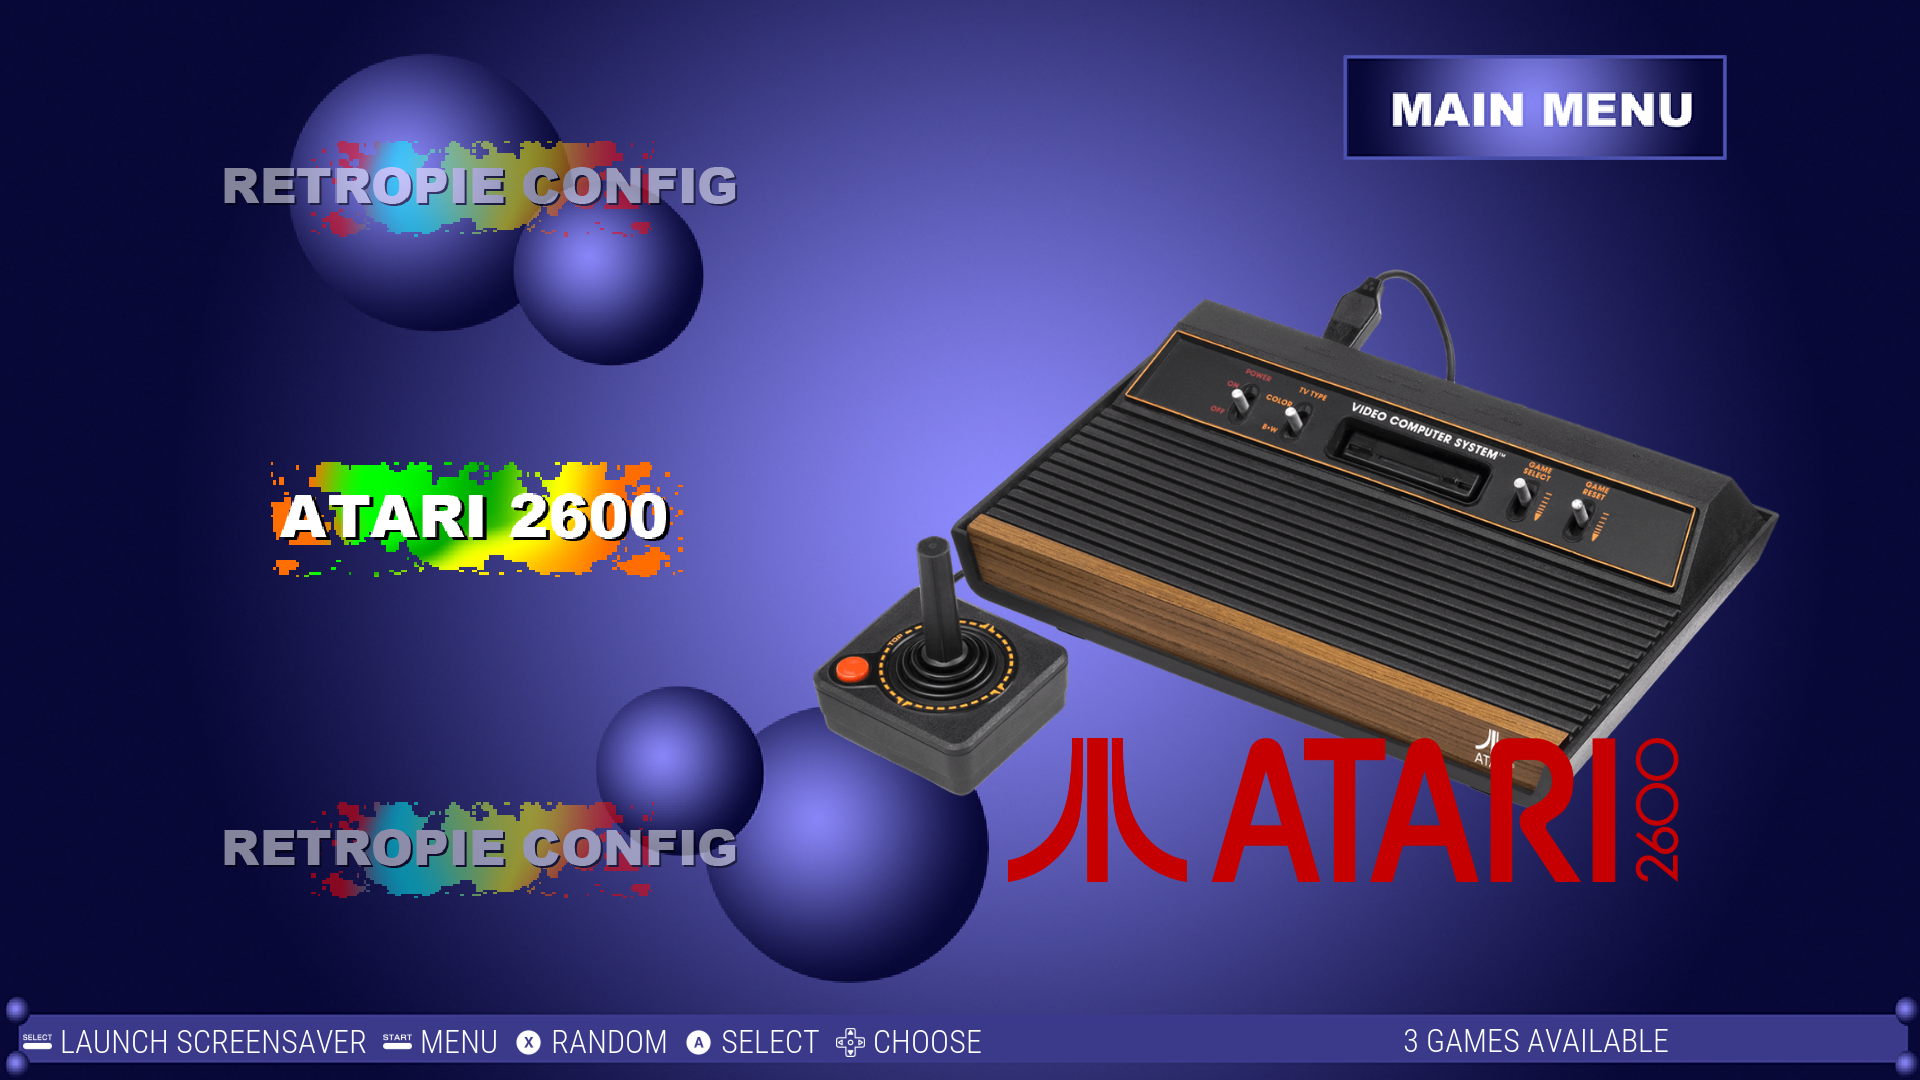 MAIN MENU
RETROPIE CONFIG
POWER
ON
OFF
TV TYPE
COLOR
B•W
VIDEO COMPUTER SYSTEM™
GAME
SELECT
GAME
RESET
ATARI 2600
TOP
RETROPIE CONFIG
ATARI 2600
SELECT LAUNCH SCREENSAVER START MENU X RANDOM A SELECT CHOOSE
3 GAMES AVAILABLE